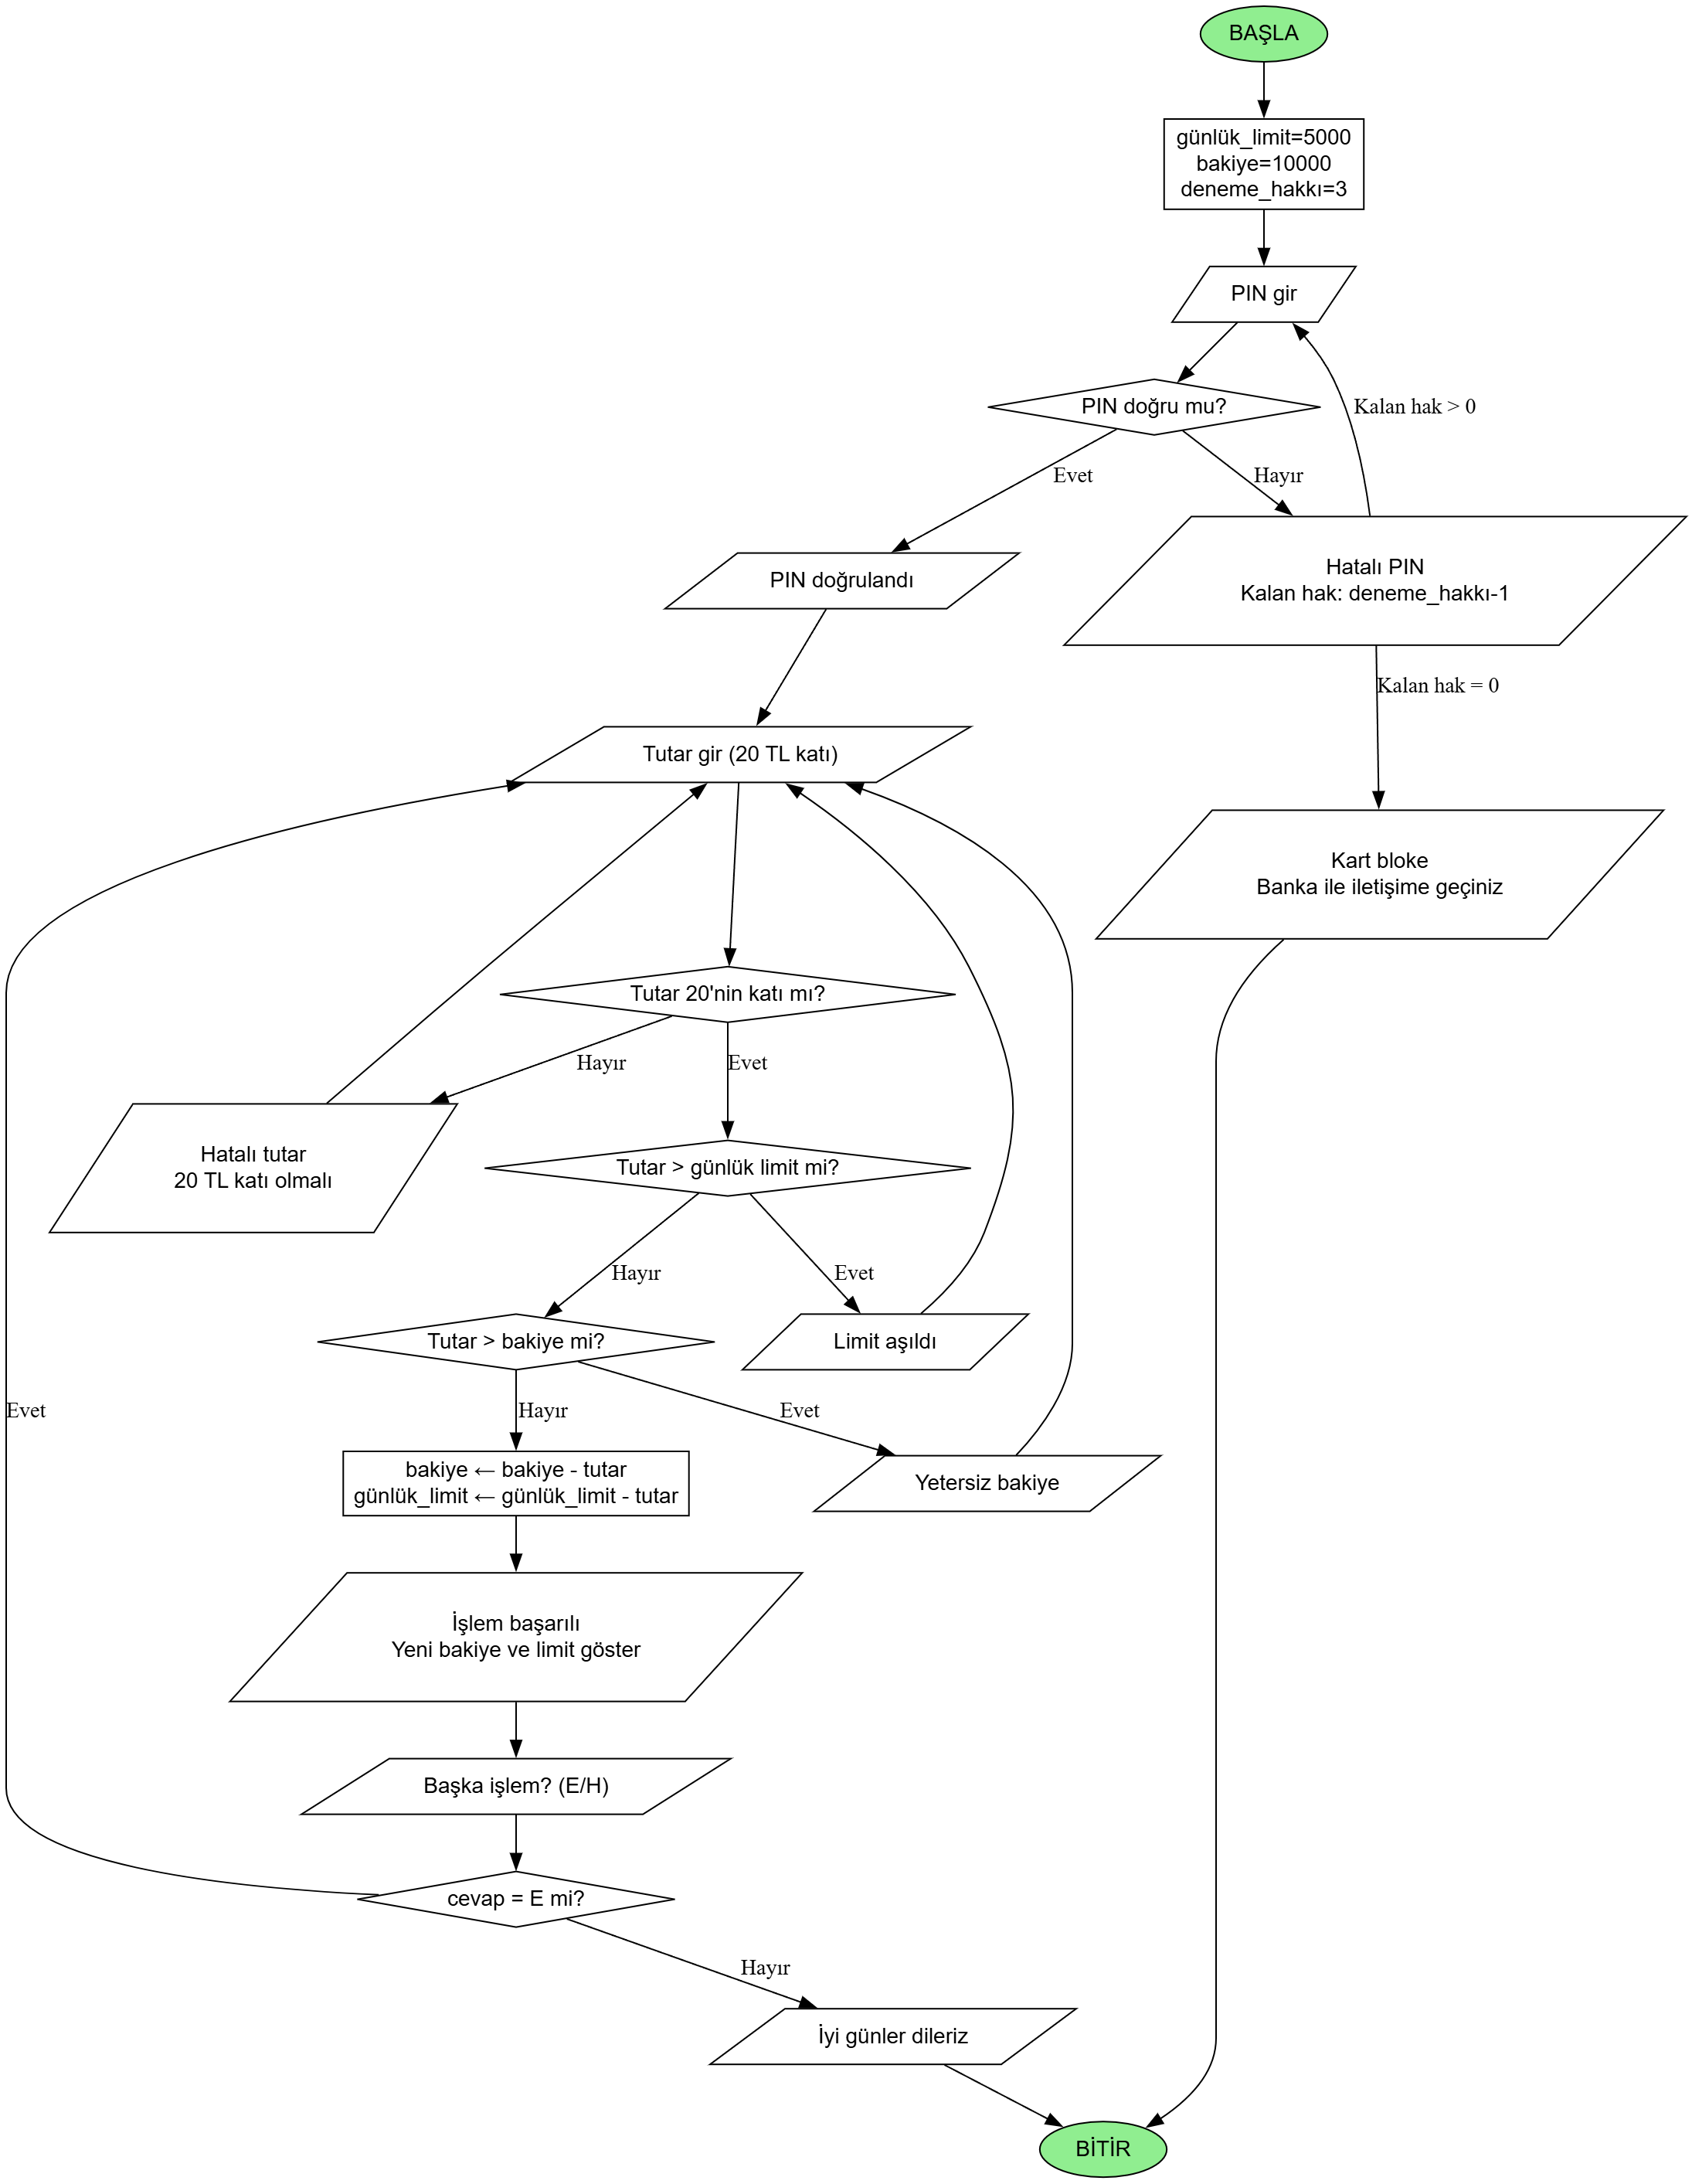 BAŞLA
günlük_limit=5000
bakiye=10000
deneme_hakkı=3
PIN gir
PIN doğru mu?
Kalan hak > 0
Evet
Hayır
Hatalı PIN
Kalan hak: deneme_hakkı-1
PIN doğrulandı
Kalan hak = 0
Tutar gir (20 TL katı)
Kart bloke
Banka ile iletişime geçiniz
Tutar 20'nin katı mı?
Hayır
Evet
Hatalı tutar
20 TL katı olmalı
Tutar > günlük limit mi?
Hayır
Evet
Tutar > bakiye mi?
Limit aşıldı
Evet
Hayır
Evet
bakiye ← bakiye - tutar
günlük_limit ← günlük_limit - tutar
Yetersiz bakiye
İşlem başarılı
Yeni bakiye ve limit göster
Başka işlem? (E/H)
cevap = E mi?
Hayır
İyi günler dileriz
BİTİR